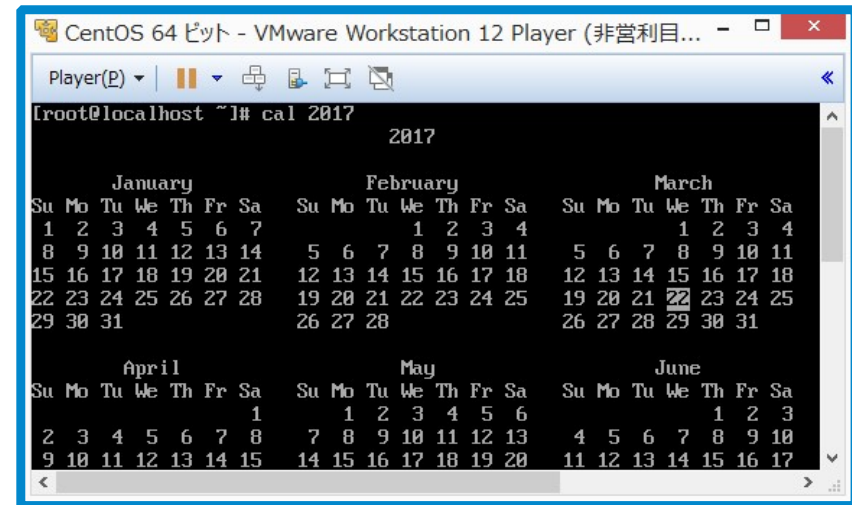 CentOS 64 ビット - VMware Workstation 12 Player (非営利目...
Player(P)
[root@localhost ~]# cal 2017
2017
January February March
Su Mo Tu We Th Fr Sa Su Mo Tu We Th Fr Sa Su Mo Tu We Th Fr Sa
1 2 3 4 5 6 7 1 2 3 4 1 2 3 4
8 9 10 11 12 13 14 5 6 7 8 9 10 11 5 6 7 8 9 10 11
15 16 17 18 19 20 21 12 13 14 15 16 17 18 12 13 14 15 16 17 18
22 23 24 25 26 27 28 19 20 21 22 23 24 25 19 20 21 22 23 24 25
29 30 31 26 27 28 26 27 28 29 30 31
April May June
Su Mo Tu We Th Fr Sa Su Mo Tu We Th Fr Sa Su Mo Tu We Th Fr Sa
1 1 2 3 4 5 6 1 2 3
2 3 4 5 6 7 8 7 8 9 10 11 12 13 4 5 6 7 8 9 10
9 10 11 12 13 14 15 14 15 16 17 18 19 20 11 12 13 14 15 16 17